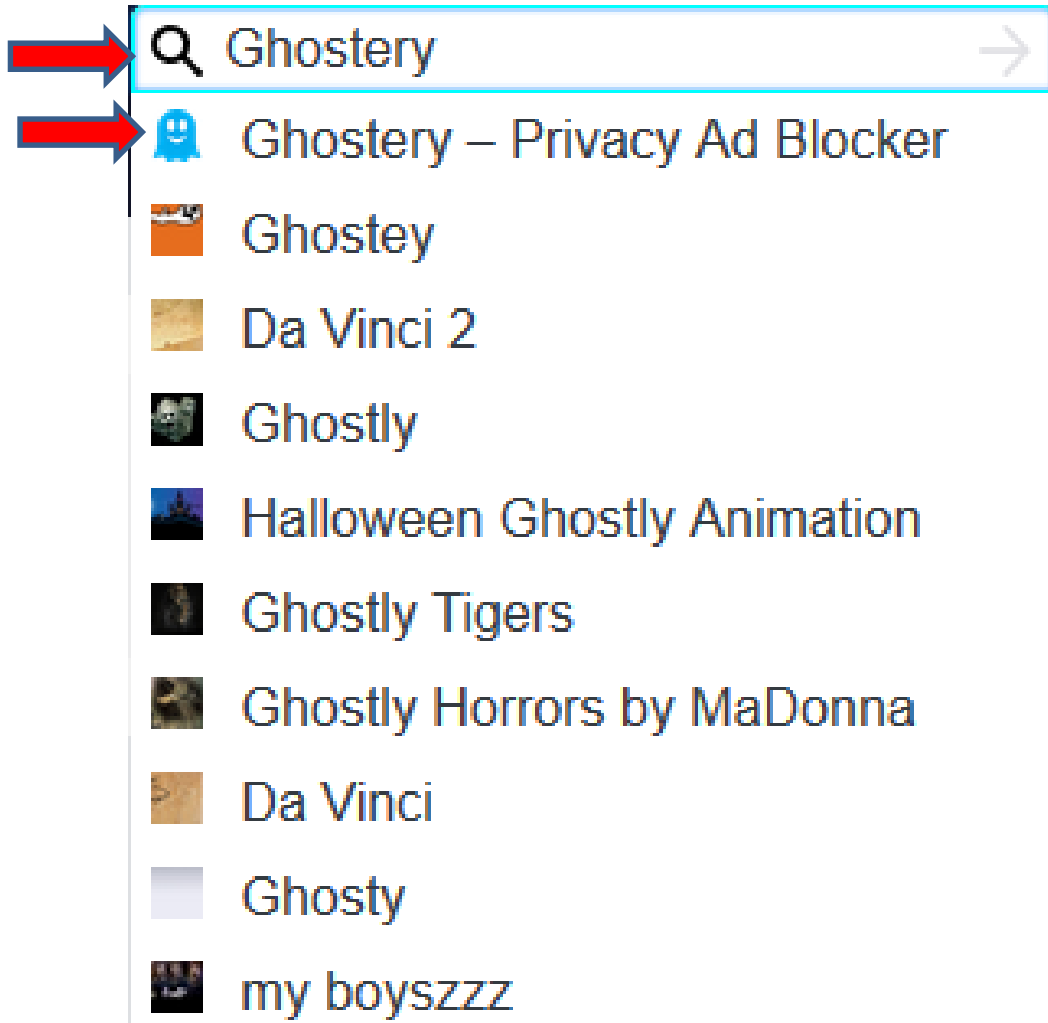 Ghostery
Ghostery – Privacy Ad Blocker
Ghostey
Da Vinci 2
Ghostly
Halloween Ghostly Animation
Ghostly Tigers
Ghostly Horrors by MaDonna
Da Vinci
Ghosty
my boyszzz